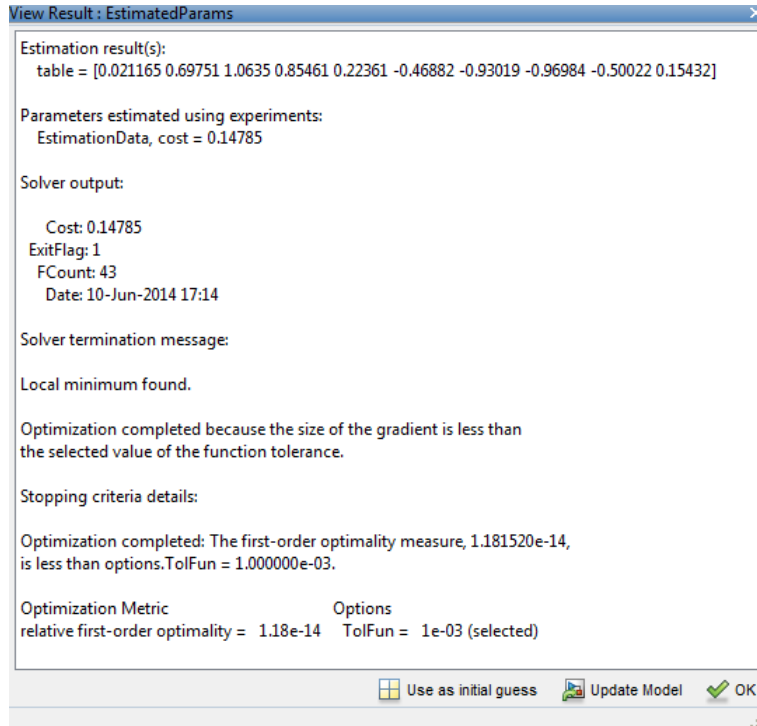 View Result : EstimatedParams
Estimation result(s):
table = [0.021165 0.69751 1.0635 0.85461 0.22361 -0.46882 -0.93019 -0.96984 -0.50022 0.15432]
Parameters estimated using experiments:
EstimationData, cost = 0.14785
Solver output:
Cost: 0.14785
ExitFlag: 1
FCount: 43
Date: 10-Jun-2014 17:14
Solver termination message:
Local minimum found.
Optimization completed because the size of the gradient is less than
the selected value of the function tolerance.
Stopping criteria details:
Optimization completed: The first-order optimality measure, 1.181520e-14,
is less than options.TolFun = 1.000000e-03.
Optimization Metric Options
relative first-order optimality = 1.18e-14 TolFun = 1e-03 (selected)
Use as initial guess Update Model OK